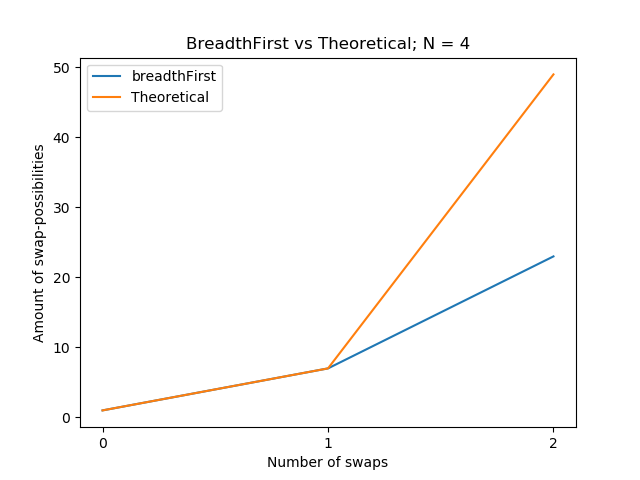 BreadthFirst vs Theoretical; N = 4
breadthFirst
Theoretical
50
40
30
20
10
0
Amount of swap-possibilities
0 1 2
Number of swaps